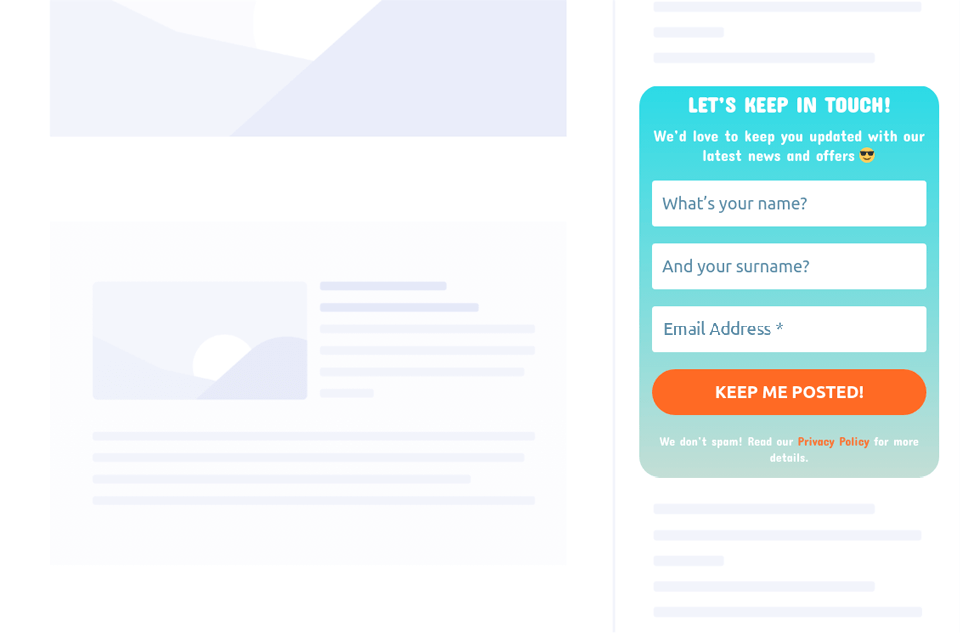 LET'S KEEP IN TOUCH!
We'd love to keep you updated with our
latest news and offers 😎
What's your name?
And your surname?
Email Address *
KEEP ME POSTED!
We don't spam! Read our Privacy Policy for more
details.